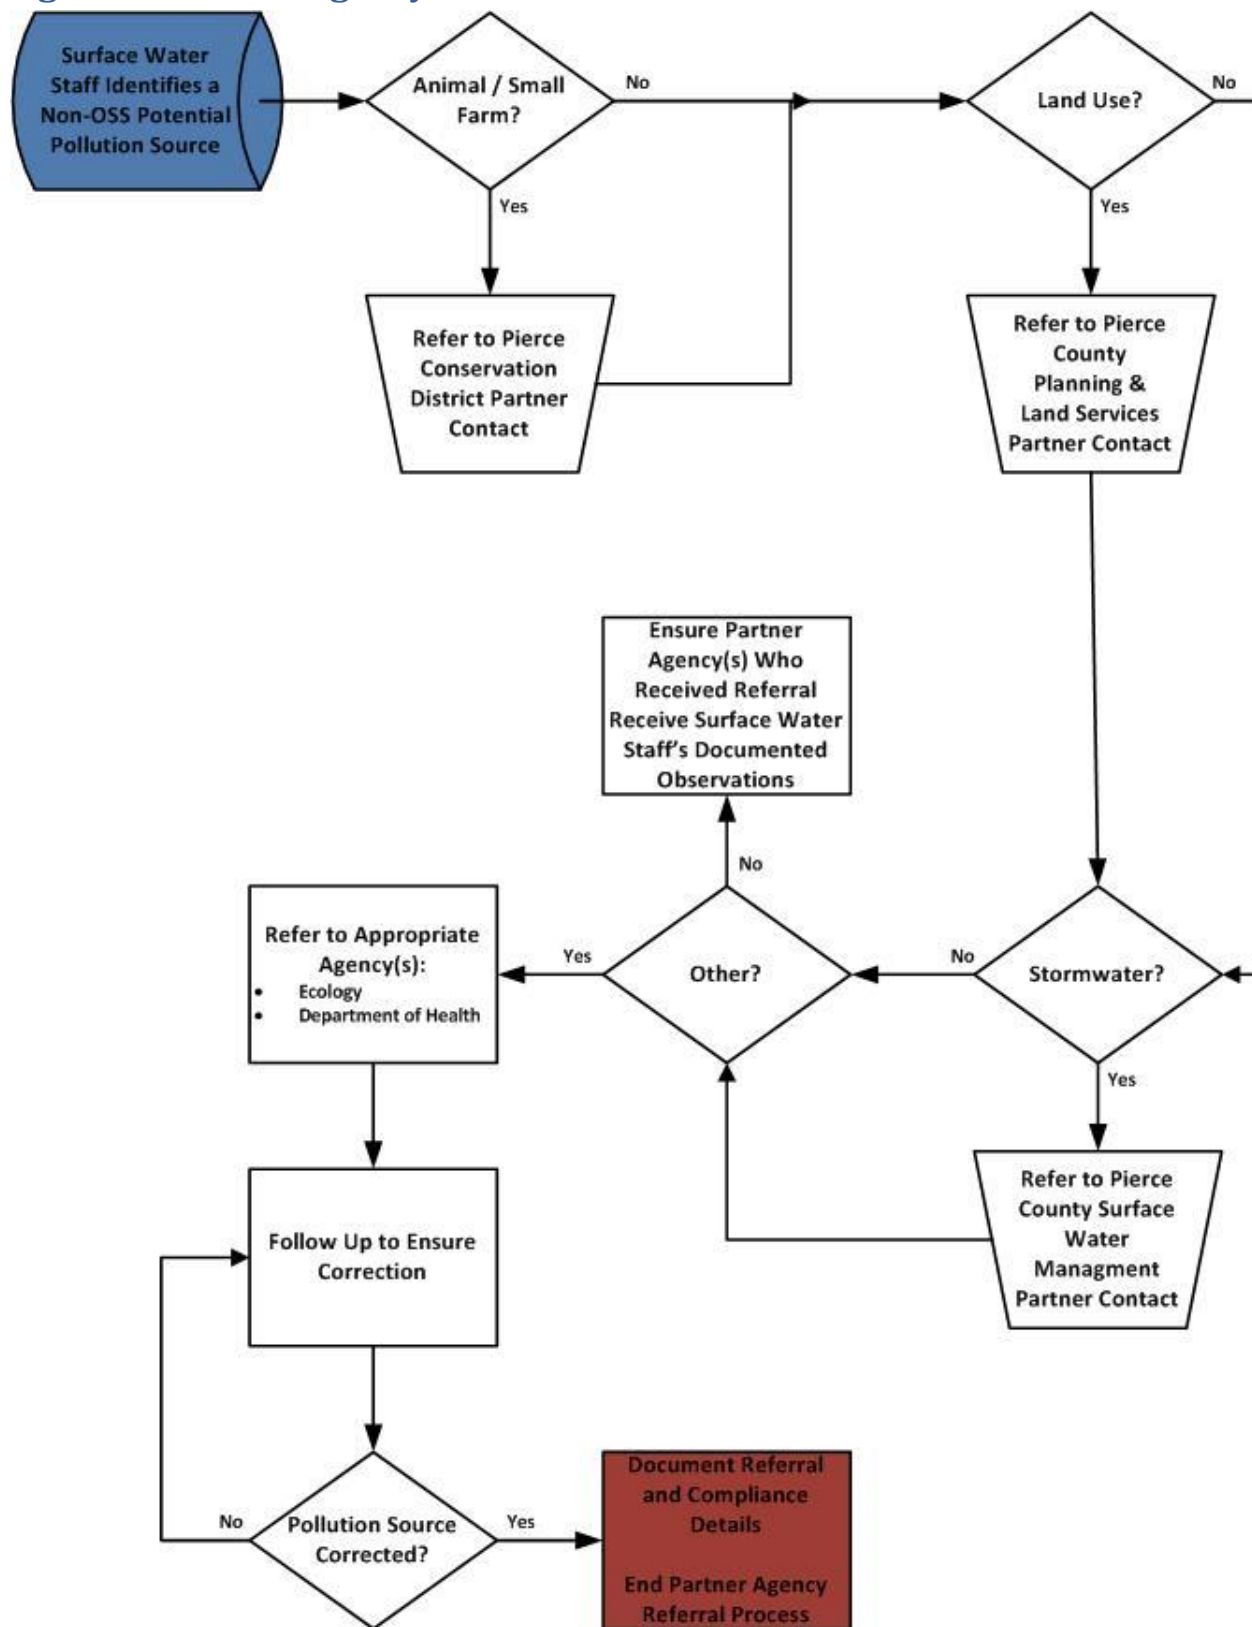 Surface Water
Staff Identifies a
Non-OSS Potential
Pollution Source
Animal / Small
Farm?
No
Land Use?
No
Yes
Yes
Refer to Pierce
Conservation
District Partner
Contact
Refer to Pierce
County
Planning &
Land Services
Partner Contact
Ensure Partner
Agency(s) Who
Received Referral
Receive Surface Water
Staff's Documented
Observations
No
Refer to Appropriate
Agency(s):
• Ecology
• Department of Health
Yes
Other?
No
Stormwater?
Yes
Refer to Pierce
County Surface
Water
Managment
Partner Contact
Follow Up to Ensure
Correction
No
Pollution Source
Corrected?
Yes
Document Referral
and Compliance
Details
End Partner Agency
Referral Process